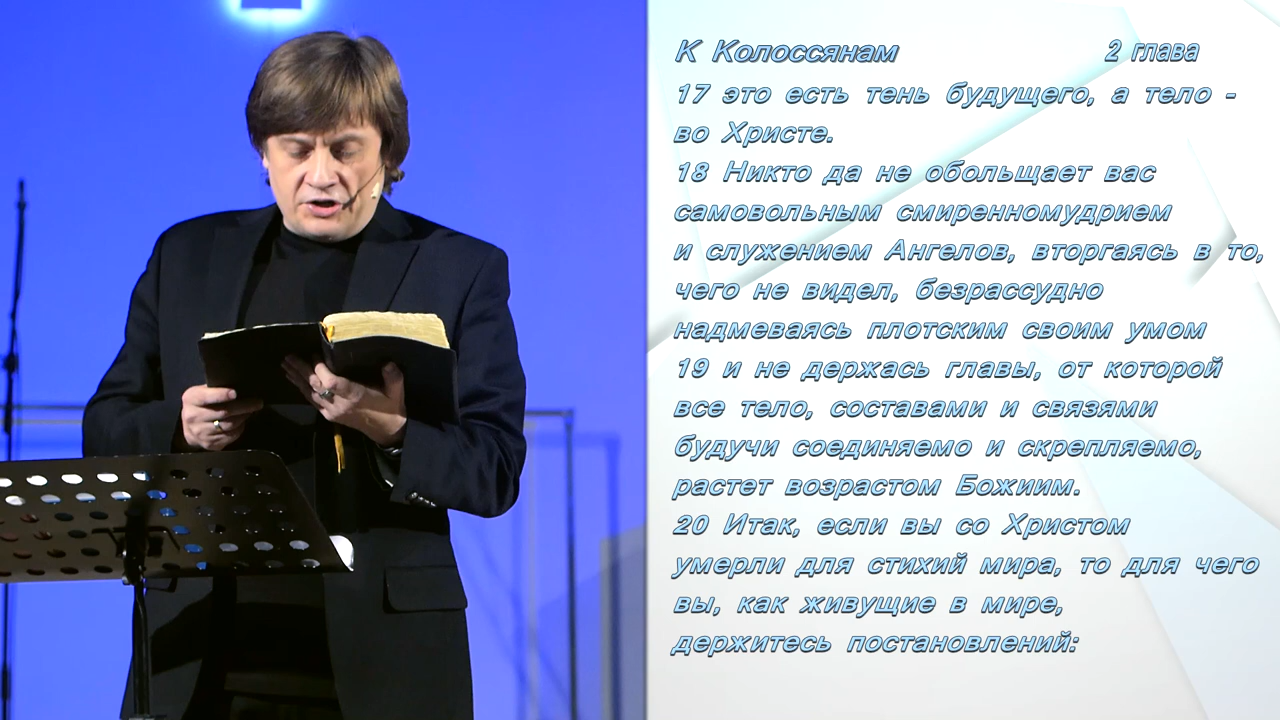 К Колоссянам 2 глава
17 это есть тень будущего, а тело -
во Христе.
18 Никто да не обольщает вас
самовольным смиренномудрием
и служением Ангелов, вторгаясь в то,
чего не видел, безрассудно
надмеваясь плотским своим умом
19 и не держась главы, от которой
все тело, составами и связями
будучи соединяемо и скрепляемо,
растет возрастом Божиим.
20 Итак, если вы со Христом
умерли для стихий мира, то для чего
вы, как живущие в мире,
держитесь постановлений: